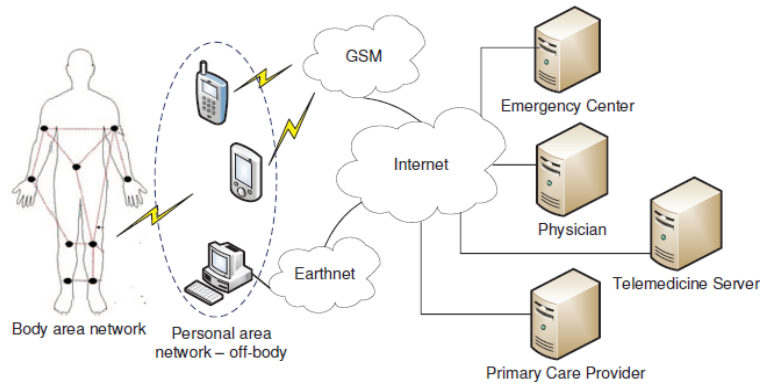 GSM
Emergency Center
Internet
Physician
Earthnet
Telemedicine Server
Body area network
Personal area
network – off-body
Primary Care Provider